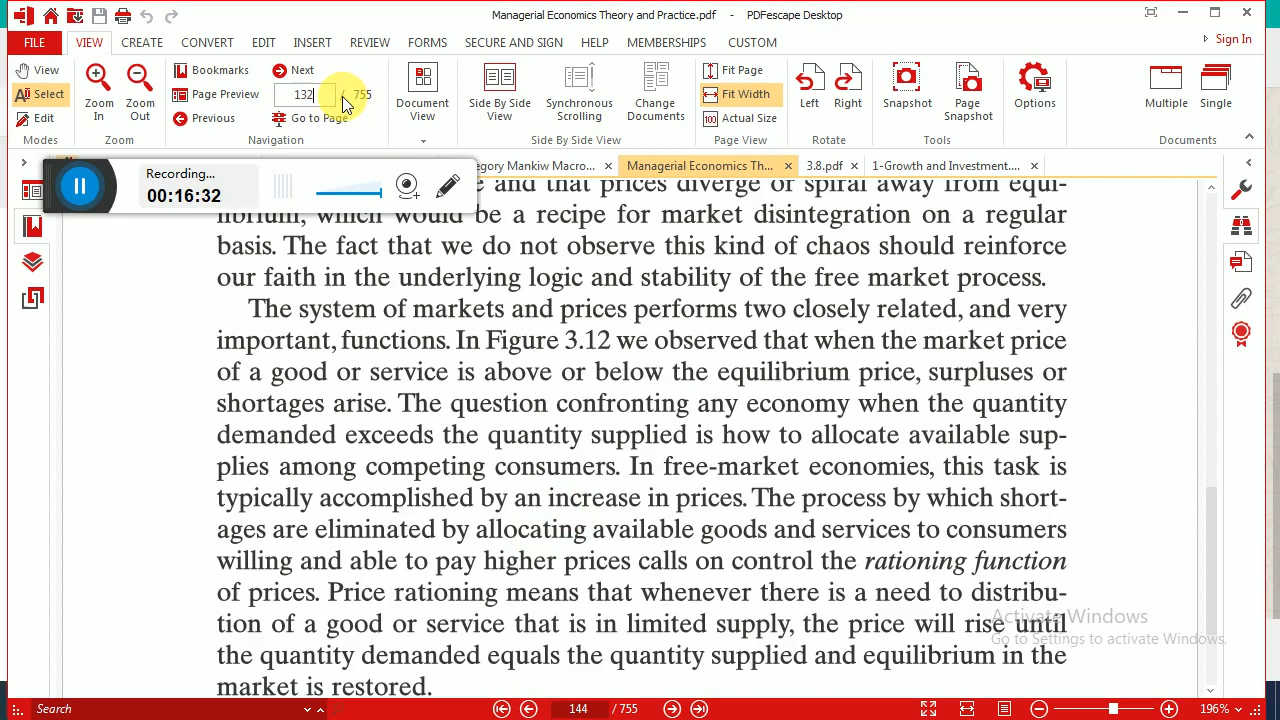 Managerial Economics Theory and Practice.pdf - PDFescape Desktop
FILE VIEW CREATE CONVERT EDIT INSERT REVIEW FORMS SECURE AND SIGN HELP MEMBERSHIPS CUSTOM Sign In
View Bookmarks Next Fit Page
Select Page Preview 132 755 Fit Width
Edit Previous Go to Page Actual Size
Zoom In Zoom Out Document View Side By Side View Synchronous Scrolling Change Documents Left Right Snapshot Page Snapshot Options Multiple Single
Modes Zoom Navigation Side By Side View Page View Rotate Tools Documents
Recording...
00:16:32
egory Mankiw Macro... Managerial Economics Th... 3.8.pdf 1-Growth and Investment....
e and that prices diverge or spiral away from equi-
librium, which would be a recipe for market disintegration on a regular
basis. The fact that we do not observe this kind of chaos should reinforce
our faith in the underlying logic and stability of the free market process.
The system of markets and prices performs two closely related, and very
important, functions. In Figure 3.12 we observed that when the market price
of a good or service is above or below the equilibrium price, surpluses or
shortages arise. The question confronting any economy when the quantity
demanded exceeds the quantity supplied is how to allocate available sup-
plies among competing consumers. In free-market economies, this task is
typically accomplished by an increase in prices. The process by which short-
ages are eliminated by allocating available goods and services to consumers
willing and able to pay higher prices calls on control the rationing function
of prices. Price rationing means that whenever there is a need to distribu-
tion of a good or service that is in limited supply, the price will rise until
the quantity demanded equals the quantity supplied and equilibrium in the
market is restored.
Activate Windows
Go to Settings to activate Windows.
Search 144 / 755 196%